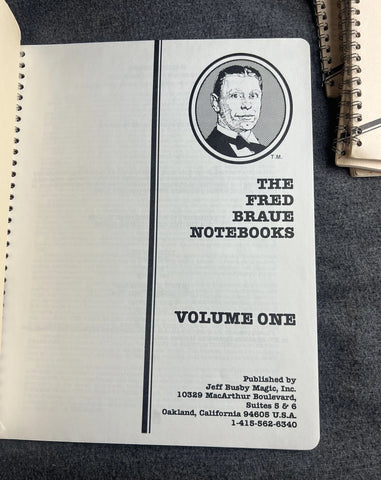 T.M.
THE
FRED
BRAUE
NOTEBOOKS
VOLUME ONE
Published by
Jeff Busby Magic, Inc.
10329 MacArthur Boulevard,
Suites 5 & 6
Oakland, California 94605 U.S.A.
1-415-562-6340